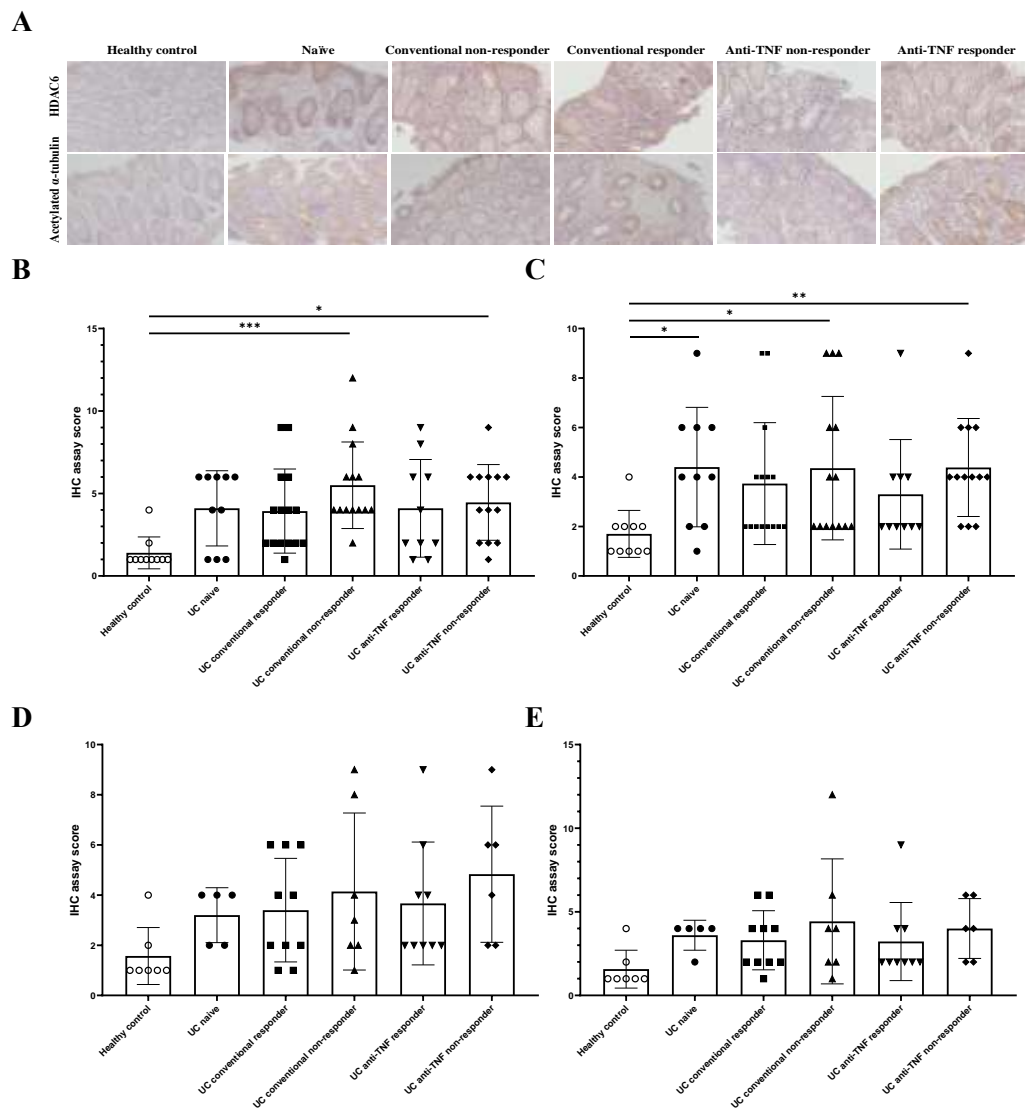 A
Healthy control
Naïve
Conventional non-responder
Conventional responder
Anti-TNF non-responder
Anti-TNF responder
HDAC6
Acetylated α-tubulin
B
*
***
15
10
5
0
IHC assay score
Healthy control
UC naive
UC conventional responder
UC conventional non-responder
UC anti-TNF responder
UC anti-TNF non-responder
C
**
*
*
10
8
6
4
2
0
IHC assay score
Healthy control
UC naive
UC conventional responder
UC conventional non-responder
UC anti-TNF responder
UC anti-TNF non-responder
D
10
8
6
4
2
0
IHC assay score
Healthy control
UC naive
UC conventional responder
UC conventional non-responder
UC anti-TNF responder
UC anti-TNF non-responder
E
15
10
5
0
IHC assay score
Healthy control
UC naive
UC conventional responder
UC conventional non-responder
UC anti-TNF responder
UC anti-TNF non-responder